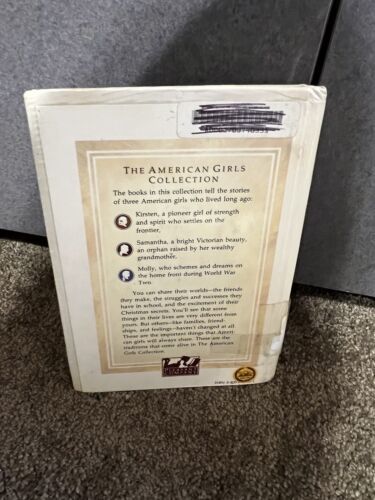 THE AMERICAN GIRLS
COLLECTION
The books in this collection tell the stories
of three American girls who lived long ago:
Kirsten, a pioneer girl of strength
and spirit who settles on the
frontier,
Samantha, a bright Victorian beauty,
an orphan raised by her wealthy
grandmother,
Molly, who schemes and dreams on
the home front during World War
Two.
You can share their worlds—the friends
they make, the struggles and successes they
have in school, and the excitement of their
Christmas secrets. You'll see that some
things in their lives are very different from
yours. But others—like families, friend-
ships, and feelings—haven't changed at all.
These are the important things that Ameri-
can girls will always share. These are the
traditions that come alive in The American
Girls Collection.